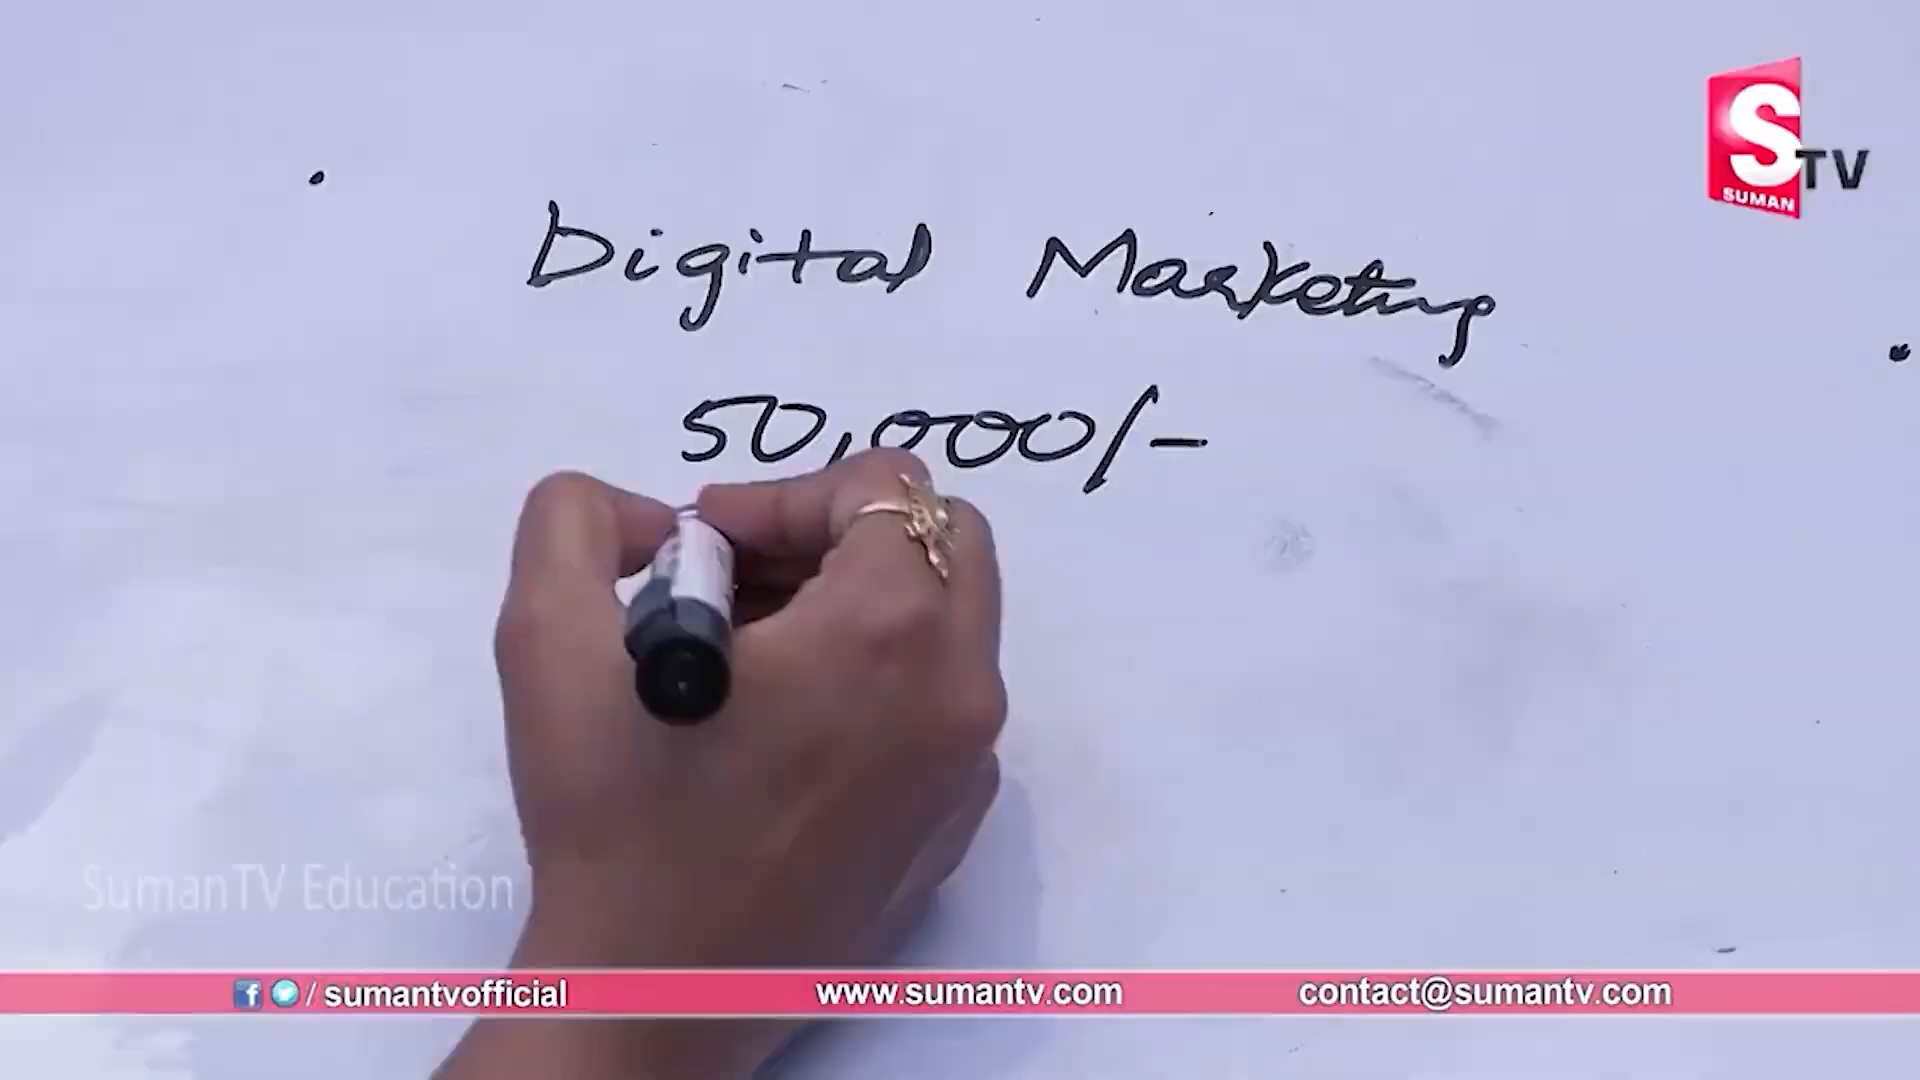 S TV
SUMAN
Digital Marketing
50,000/-
SumanTV Education
/ sumantvofficial
www.sumantv.com
contact@sumantv.com